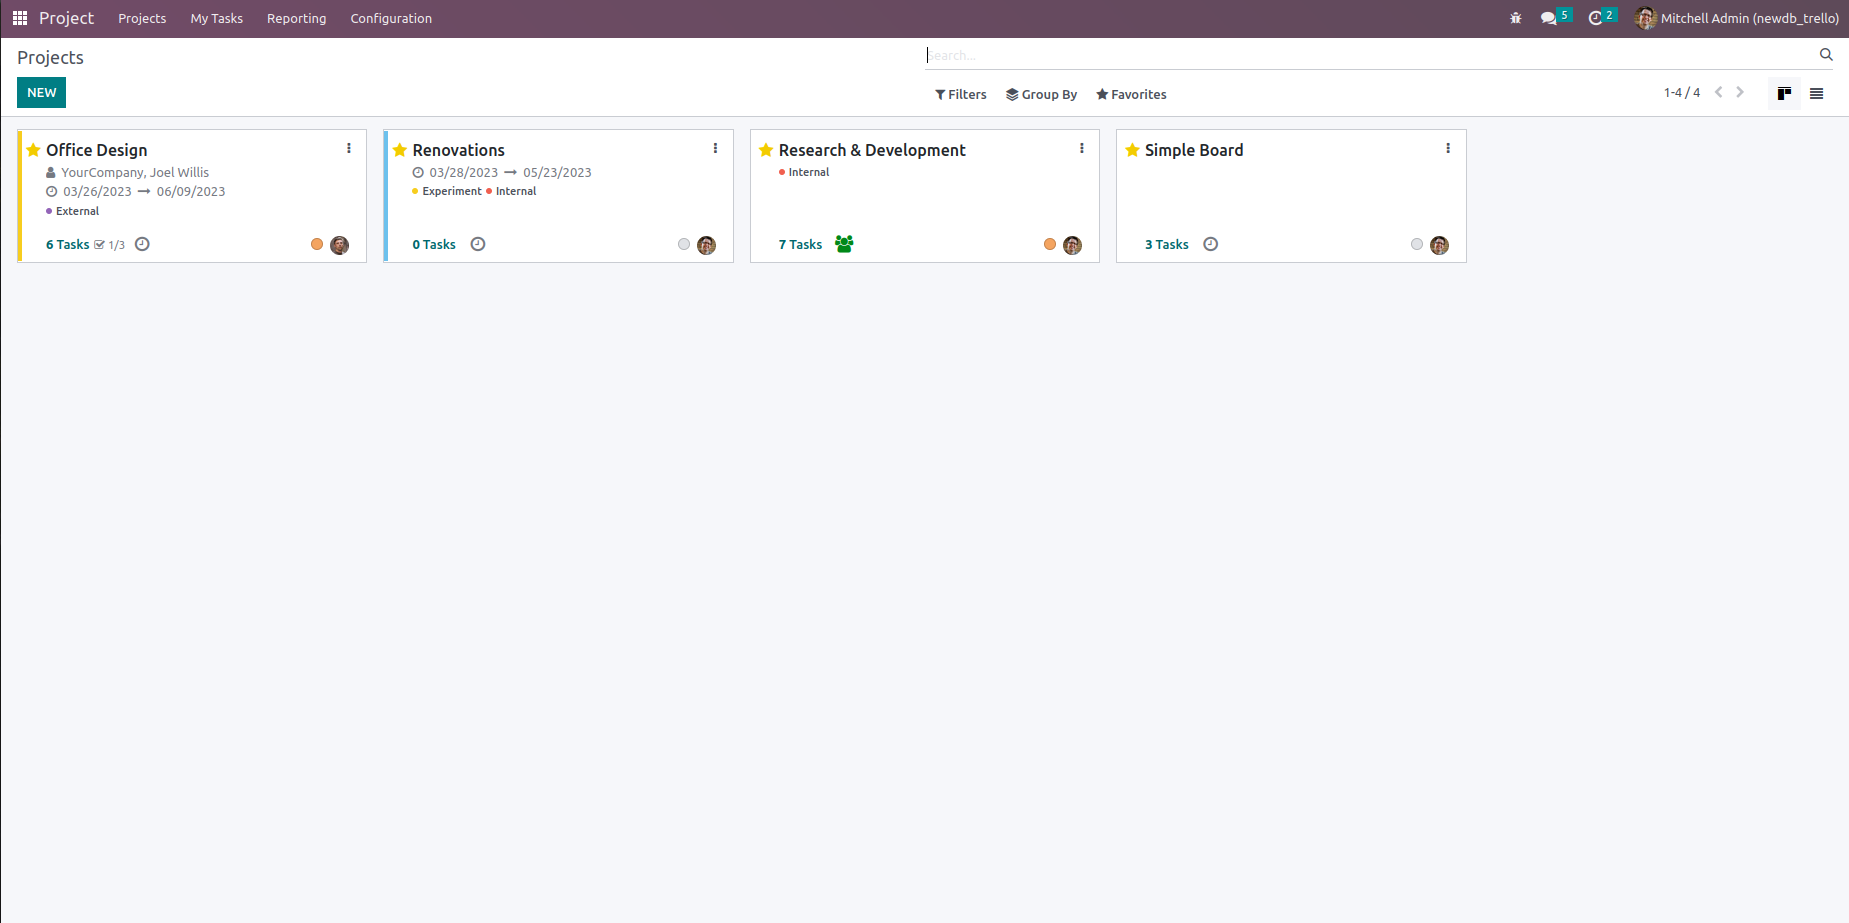 Project Projects My Tasks Reporting Configuration 5 2 Mitchell Admin (newdb_trello)
Projects
Search...
NEW
Filters Group By Favorites 1-4 / 4
Office Design
YourCompany, Joel Willis
03/26/2023 → 06/09/2023
External
6 Tasks 1/3
Renovations
03/28/2023 → 05/23/2023
Experiment Internal
0 Tasks
Research & Development
Internal
7 Tasks
Simple Board
3 Tasks